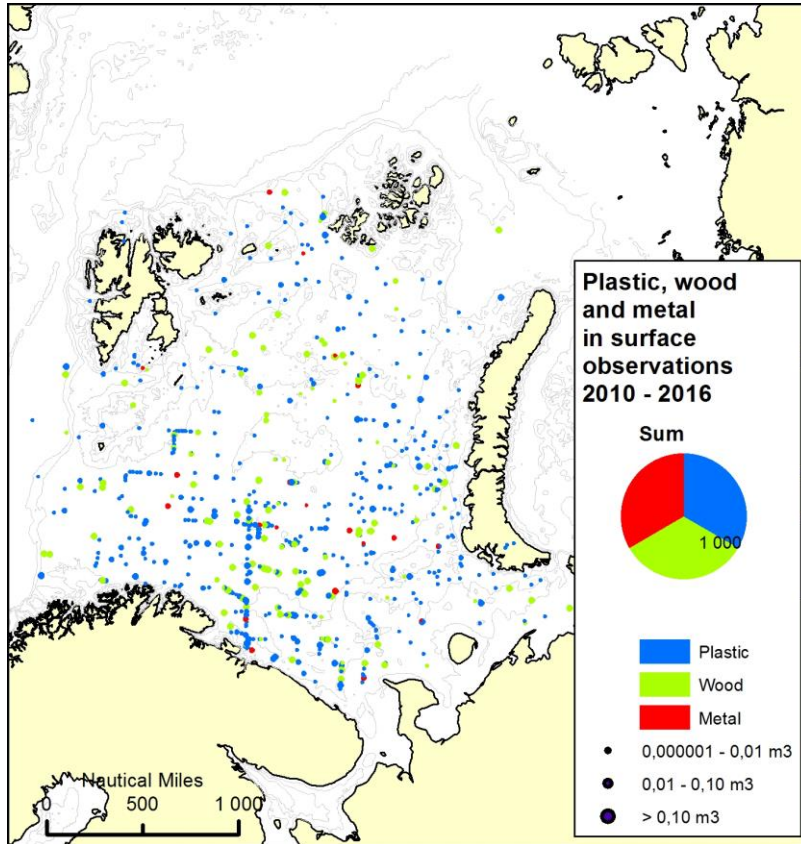 Plastic, wood
and metal
in surface
observations
2010 - 2016
Sum
1 000
Plastic
Wood
Metal
0,000001 - 0,01 m3
0,01 - 0,10 m3
> 0,10 m3
Nautical Miles
0 500 1 000